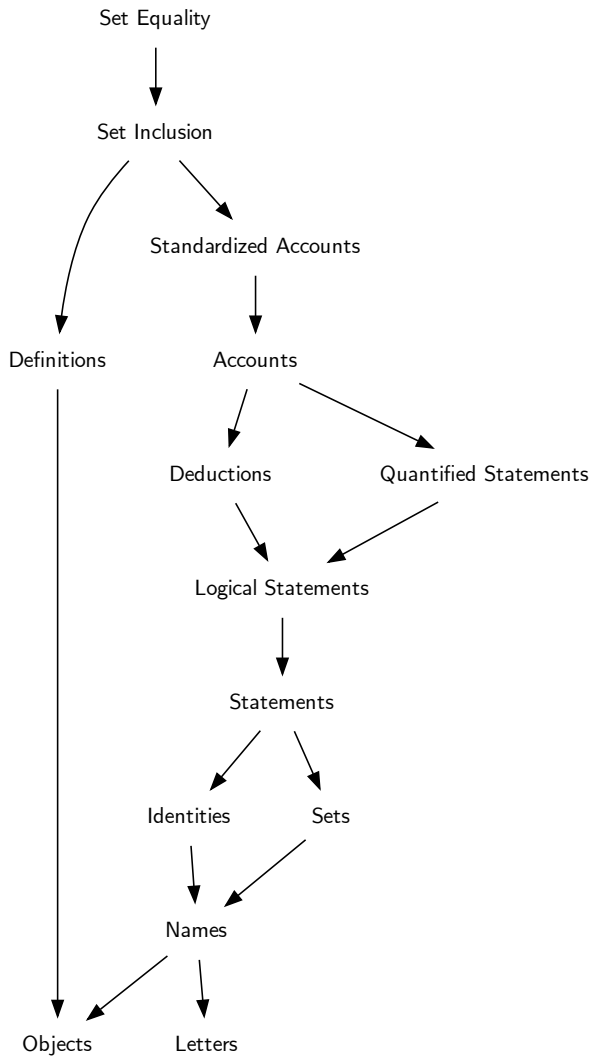 Set Equality
Set Inclusion
Standardized Accounts
Definitions
Accounts
Deductions
Quantified Statements
Logical Statements
Statements
Identities
Sets
Names
Objects
Letters